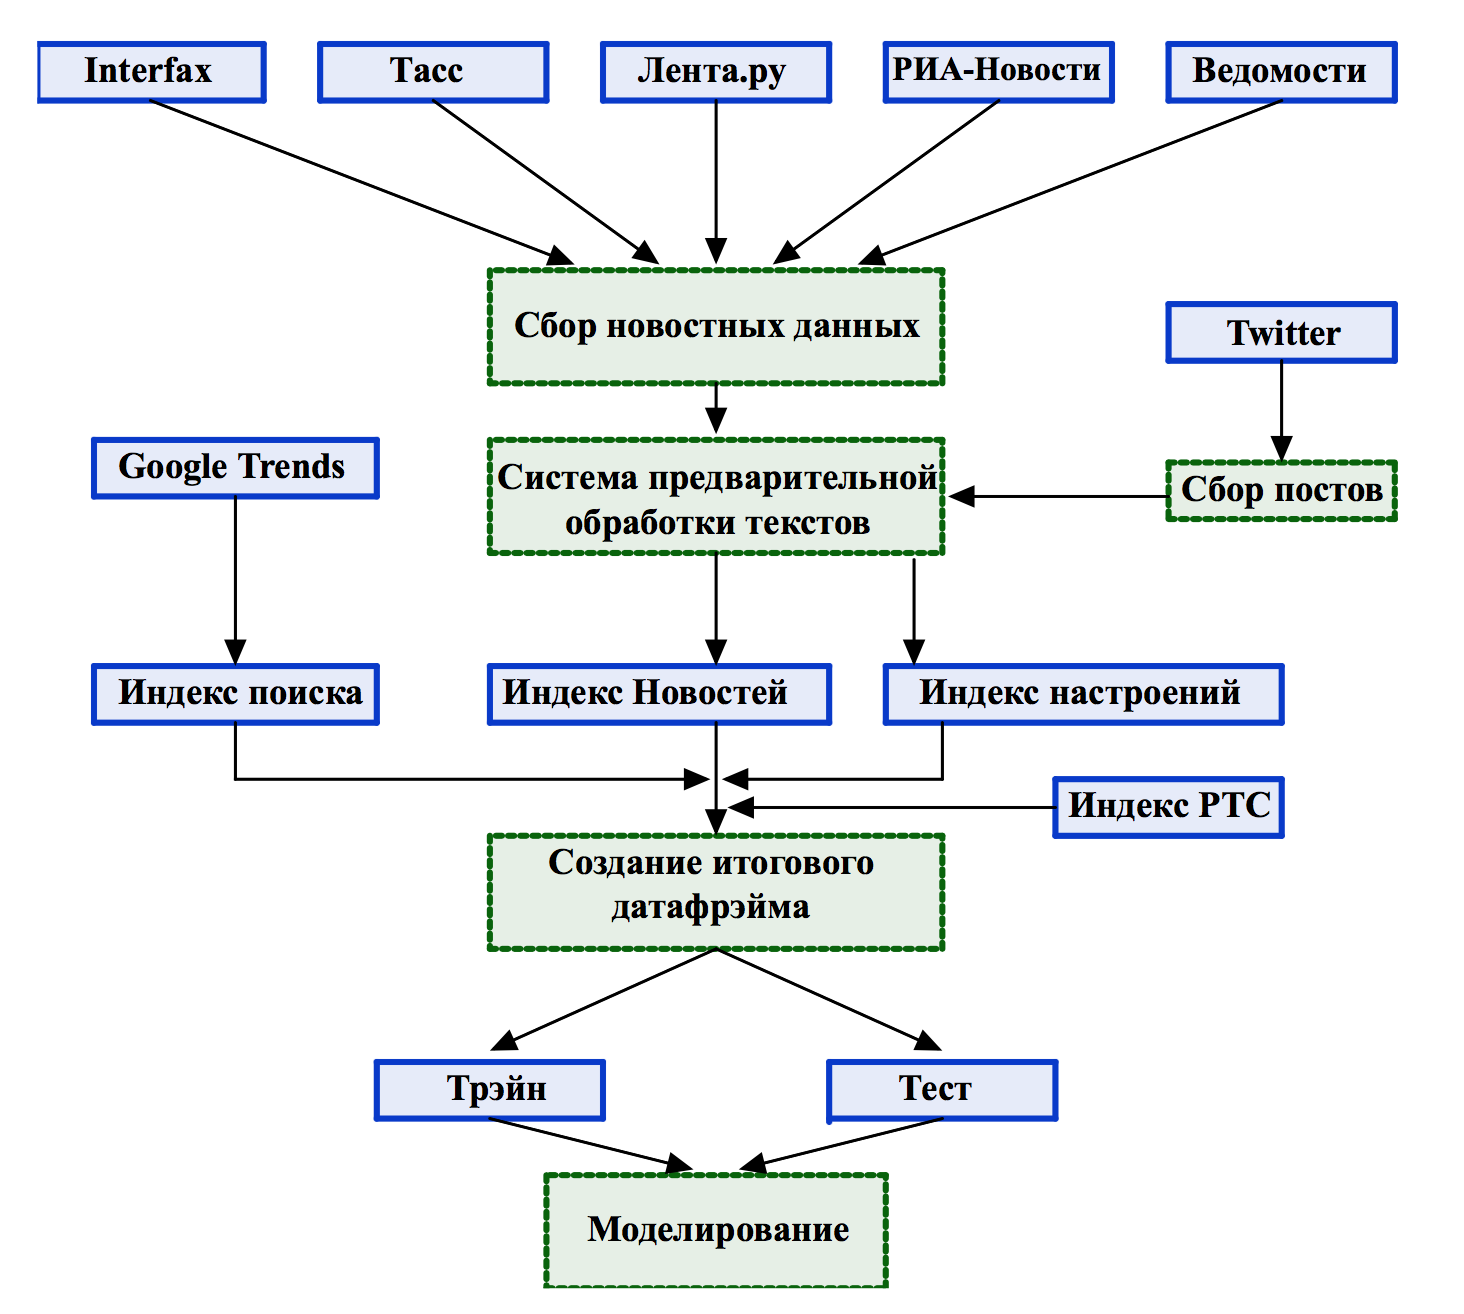 Interfax
Тасс
Лента.ру
РИА-Новости
Ведомости
Сбор новостных данных
Twitter
Google Trends
Система предварительной
обработки текстов
Сбор постов
Индекс поиска
Индекс Новостей
Индекс настроений
Индекс РТС
Создание итогового
датафрэйма
Трэйн
Тест
Моделирование